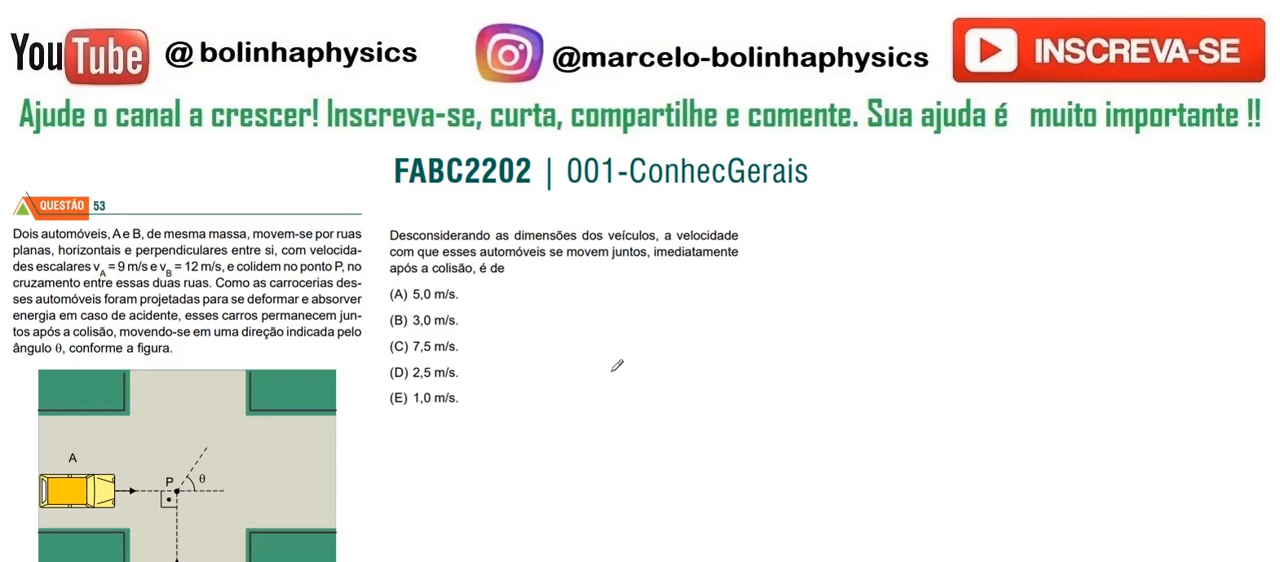 YouTube @ bolinhaphysics
@marcelo-bolinhaphysics
INSCREVA-SE
Ajude o canal a crescer! Inscreva-se, curta, compartilhe e comente. Sua ajuda é muito importante !!
FABC2202 | 001-ConhecGerais
QUESTÃO 53
Dois automóveis, A e B, de mesma massa, movem-se por ruas
planas, horizontais e perpendiculares entre si, com velocida-
des escalares v_A = 9 m/s e v_B = 12 m/s, e colidem no ponto P, no
cruzamento entre essas duas ruas. Como as carrocerias des-
ses automóveis foram projetadas para se deformar e absorver
energia em caso de acidente, esses carros permanecem jun-
tos após a colisão, movendo-se em uma direção indicada pelo
ângulo θ, conforme a figura.
A
P
θ
Desconsiderando as dimensões dos veículos, a velocidade
com que esses automóveis se movem juntos, imediatamente
após a colisão, é de
(A) 5,0 m/s.
(B) 3,0 m/s.
(C) 7,5 m/s.
(D) 2,5 m/s.
(E) 1,0 m/s.